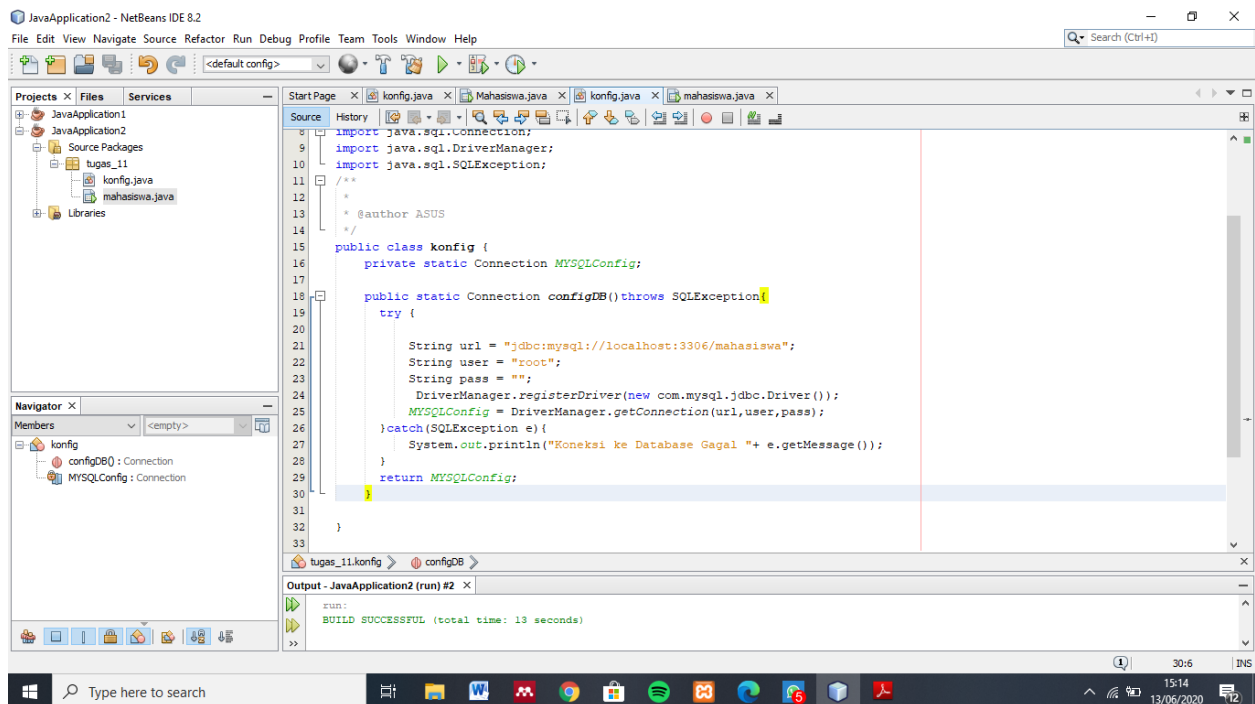 JavaApplication2 - NetBeans IDE 8.2
File Edit View Navigate Source Refactor Run Debug Profile Team Tools Window Help
Search (Ctrl+I)
<default config>
Projects Files Services
Start Page konfig.java Mahasiswa.java konfig.java mahasiswa.java
JavaApplication1
JavaApplication2
Source Packages
tugas_11
konfig.java
mahasiswa.java
Libraries
Source History
8 import java.sql.Connection;
9 import java.sql.DriverManager;
10 import java.sql.SQLException;
11 /**
12 *
13 * @author ASUS
14 */
15 public class konfig {
16 private static Connection MYSQLConfig;
17
18 public static Connection configDB()throws SQLException{
19 try {
20
21 String url = "jdbc:mysql://localhost:3306/mahasiswa";
22 String user = "root";
23 String pass = "";
24 DriverManager.registerDriver(new com.mysql.jdbc.Driver());
25 MYSQLConfig = DriverManager.getConnection(url,user,pass);
26 }catch(SQLException e){
27 System.out.println("Koneksi ke Database Gagal "+ e.getMessage());
28 }
29 return MYSQLConfig;
30 }
31
32 }
33
Navigator
Members <empty>
konfig
configDB() : Connection
MYSQLConfig : Connection
tugas_11.konfig configDB
Output - JavaApplication2 (run) #2
run:
BUILD SUCCESSFUL (total time: 13 seconds)
1 30:6 INS
Type here to search
5
15:14
13/06/2020
12